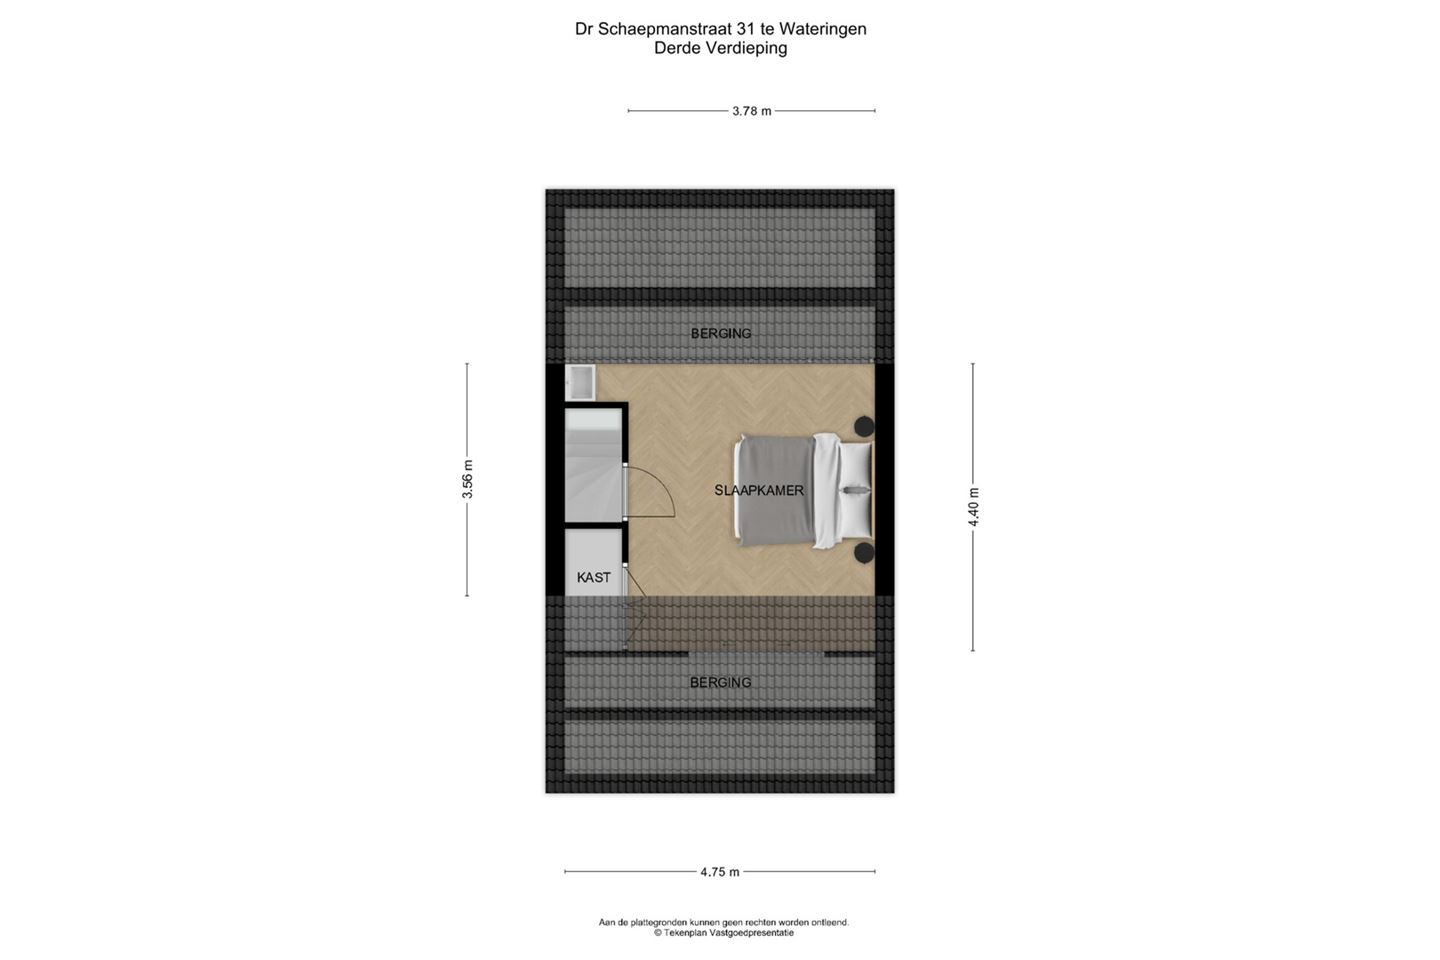 Dr Schaepmanstraat 31 te Wateringen
Derde Verdieping
3.78 m
BERGING
3.56 m
SLAAPKAMER
4.40 m
KAST
BERGING
4.75 m
Aan de plattegronden kunnen geen rechten worden ontleend.
© Tekenplan Vastgoedpresentatie